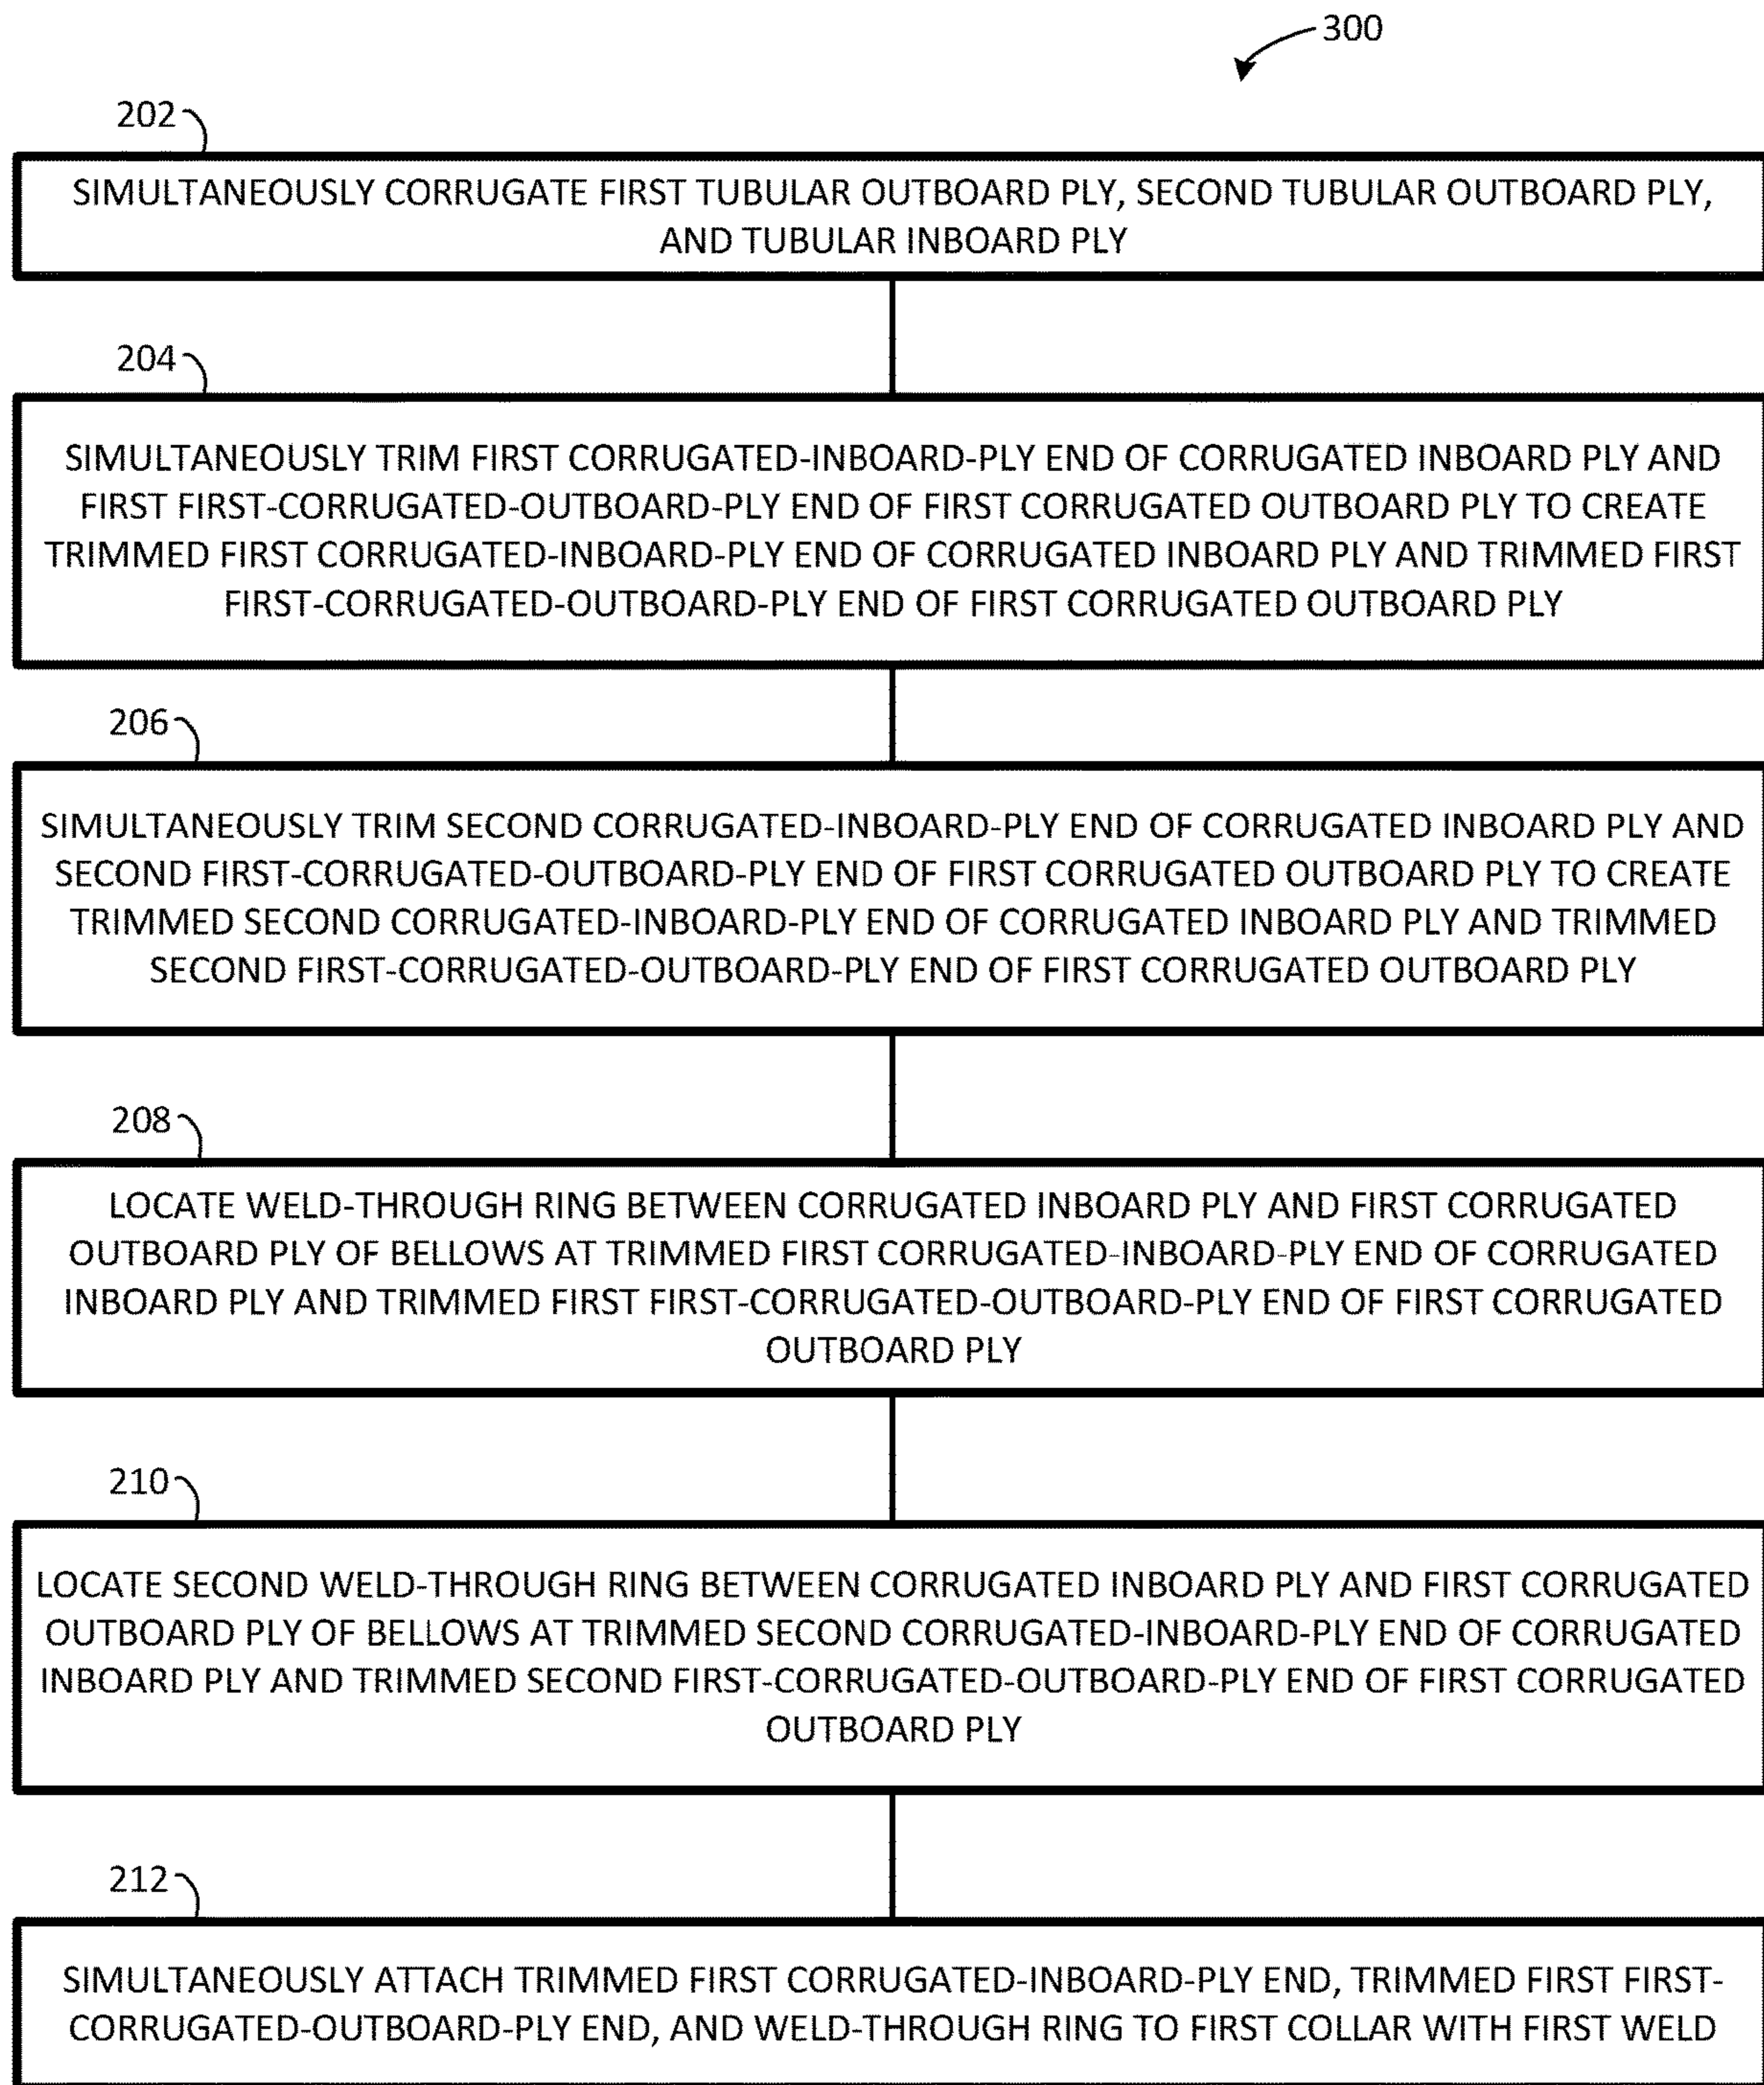 300
202
SIMULTANEOUSLY CORRUGATE FIRST TUBULAR OUTBOARD PLY, SECOND TUBULAR OUTBOARD PLY,
AND TUBULAR INBOARD PLY
204
SIMULTANEOUSLY TRIM FIRST CORRUGATED-INBOARD-PLY END OF CORRUGATED INBOARD PLY AND
FIRST FIRST-CORRUGATED-OUTBOARD-PLY END OF FIRST CORRUGATED OUTBOARD PLY TO CREATE
TRIMMED FIRST CORRUGATED-INBOARD-PLY END OF CORRUGATED INBOARD PLY AND TRIMMED FIRST
FIRST-CORRUGATED-OUTBOARD-PLY END OF FIRST CORRUGATED OUTBOARD PLY
206
SIMULTANEOUSLY TRIM SECOND CORRUGATED-INBOARD-PLY END OF CORRUGATED INBOARD PLY AND
SECOND FIRST-CORRUGATED-OUTBOARD-PLY END OF FIRST CORRUGATED OUTBOARD PLY TO CREATE
TRIMMED SECOND CORRUGATED-INBOARD-PLY END OF CORRUGATED INBOARD PLY AND TRIMMED
SECOND FIRST-CORRUGATED-OUTBOARD-PLY END OF FIRST CORRUGATED OUTBOARD PLY
208
LOCATE WELD-THROUGH RING BETWEEN CORRUGATED INBOARD PLY AND FIRST CORRUGATED
OUTBOARD PLY OF BELLOWS AT TRIMMED FIRST CORRUGATED-INBOARD-PLY END OF CORRUGATED
INBOARD PLY AND TRIMMED FIRST FIRST-CORRUGATED-OUTBOARD-PLY END OF FIRST CORRUGATED
OUTBOARD PLY
210
LOCATE SECOND WELD-THROUGH RING BETWEEN CORRUGATED INBOARD PLY AND FIRST CORRUGATED
OUTBOARD PLY OF BELLOWS AT TRIMMED SECOND CORRUGATED-INBOARD-PLY END OF CORRUGATED
INBOARD PLY AND TRIMMED SECOND FIRST-CORRUGATED-OUTBOARD-PLY END OF FIRST CORRUGATED
OUTBOARD PLY
212
SIMULTANEOUSLY ATTACH TRIMMED FIRST CORRUGATED-INBOARD-PLY END, TRIMMED FIRST FIRST-
CORRUGATED-OUTBOARD-PLY END, AND WELD-THROUGH RING TO FIRST COLLAR WITH FIRST WELD